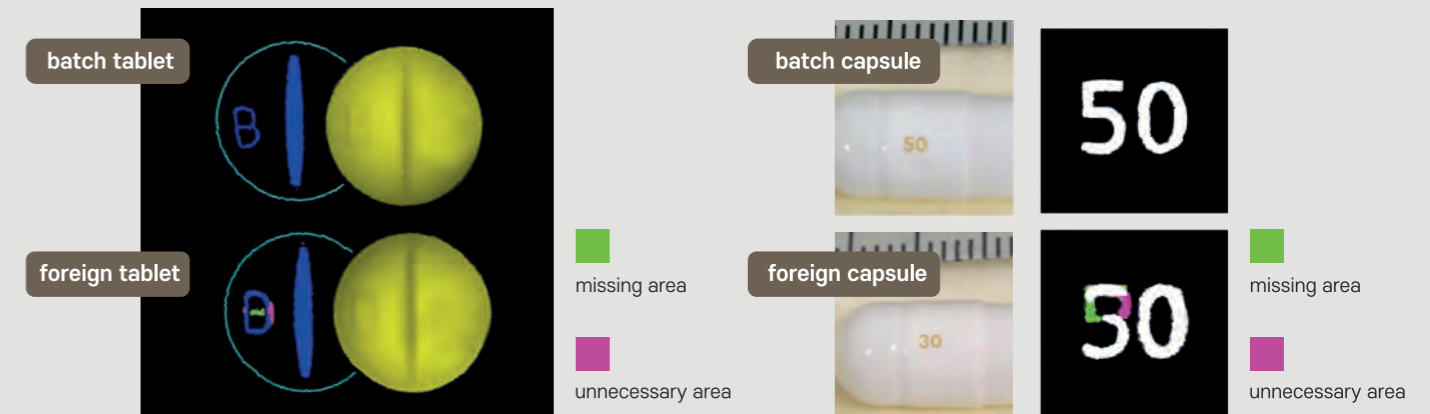 batch tablet
B
foreign tablet
missing area
unnecessary area
batch capsule
50
50
foreign capsule
30
50
missing area
unnecessary area